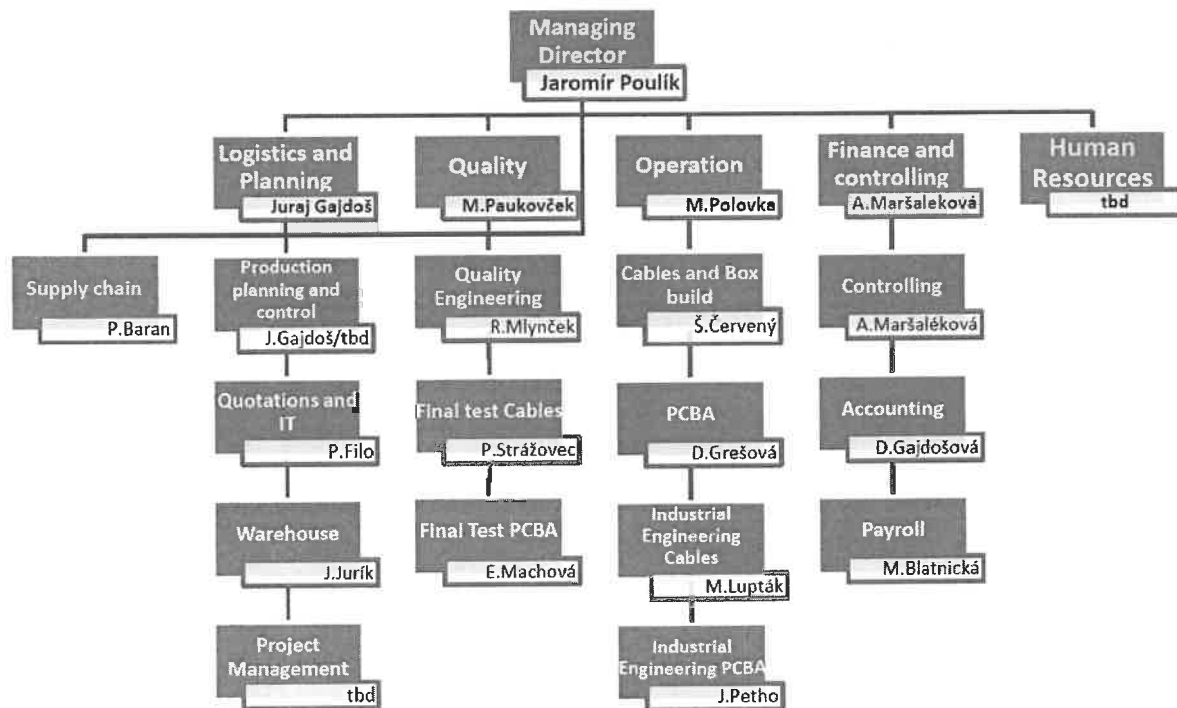 Managing
Director
Jaromír Poulík
Logistics and
Planning
Juraj Gajdoš
Quality
M.Paukovček
Operation
M.Polovka
Finance and
controlling
A.Maršaleková
Human
Resources
tbd
Supply chain
P.Baran
Production
planning and
control
J.Gajdoš/tbd
Quality
Engineering
R.Mlynček
Cables and Box
build
Š.Červený
Controlling
A.Maršaléková
Quotations and
IT
P.Filo
Final test Cables
P.Strážovec
PCBA
D.Grešová
Accounting
D.Gajdošová
Warehouse
J.Jurík
Final Test PCBA
E.Machová
Industrial
Engineering
Cables
M.Lupták
Payroll
M.Blatnická
Project
Management
tbd
Industrial
Engineering PCBA
J.Petho